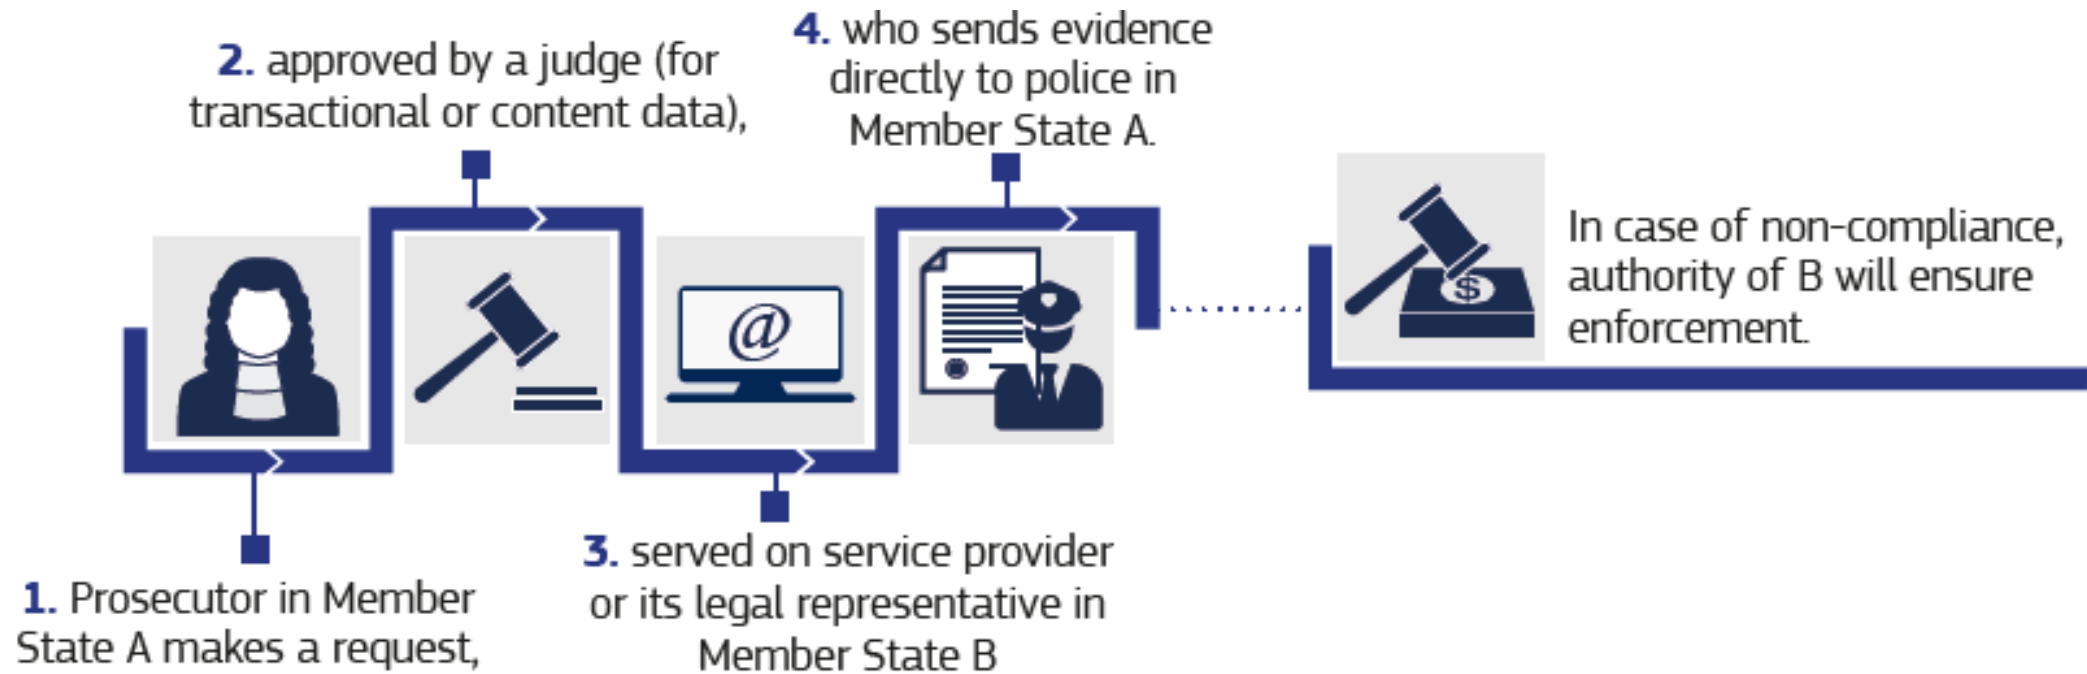 1. Prosecutor in Member
State A makes a request,
2. approved by a judge (for
transactional or content data),
@
3. served on service provider
or its legal representative in
Member State B
4. who sends evidence
directly to police in
Member State A.
$
In case of non-compliance,
authority of B will ensure
enforcement.